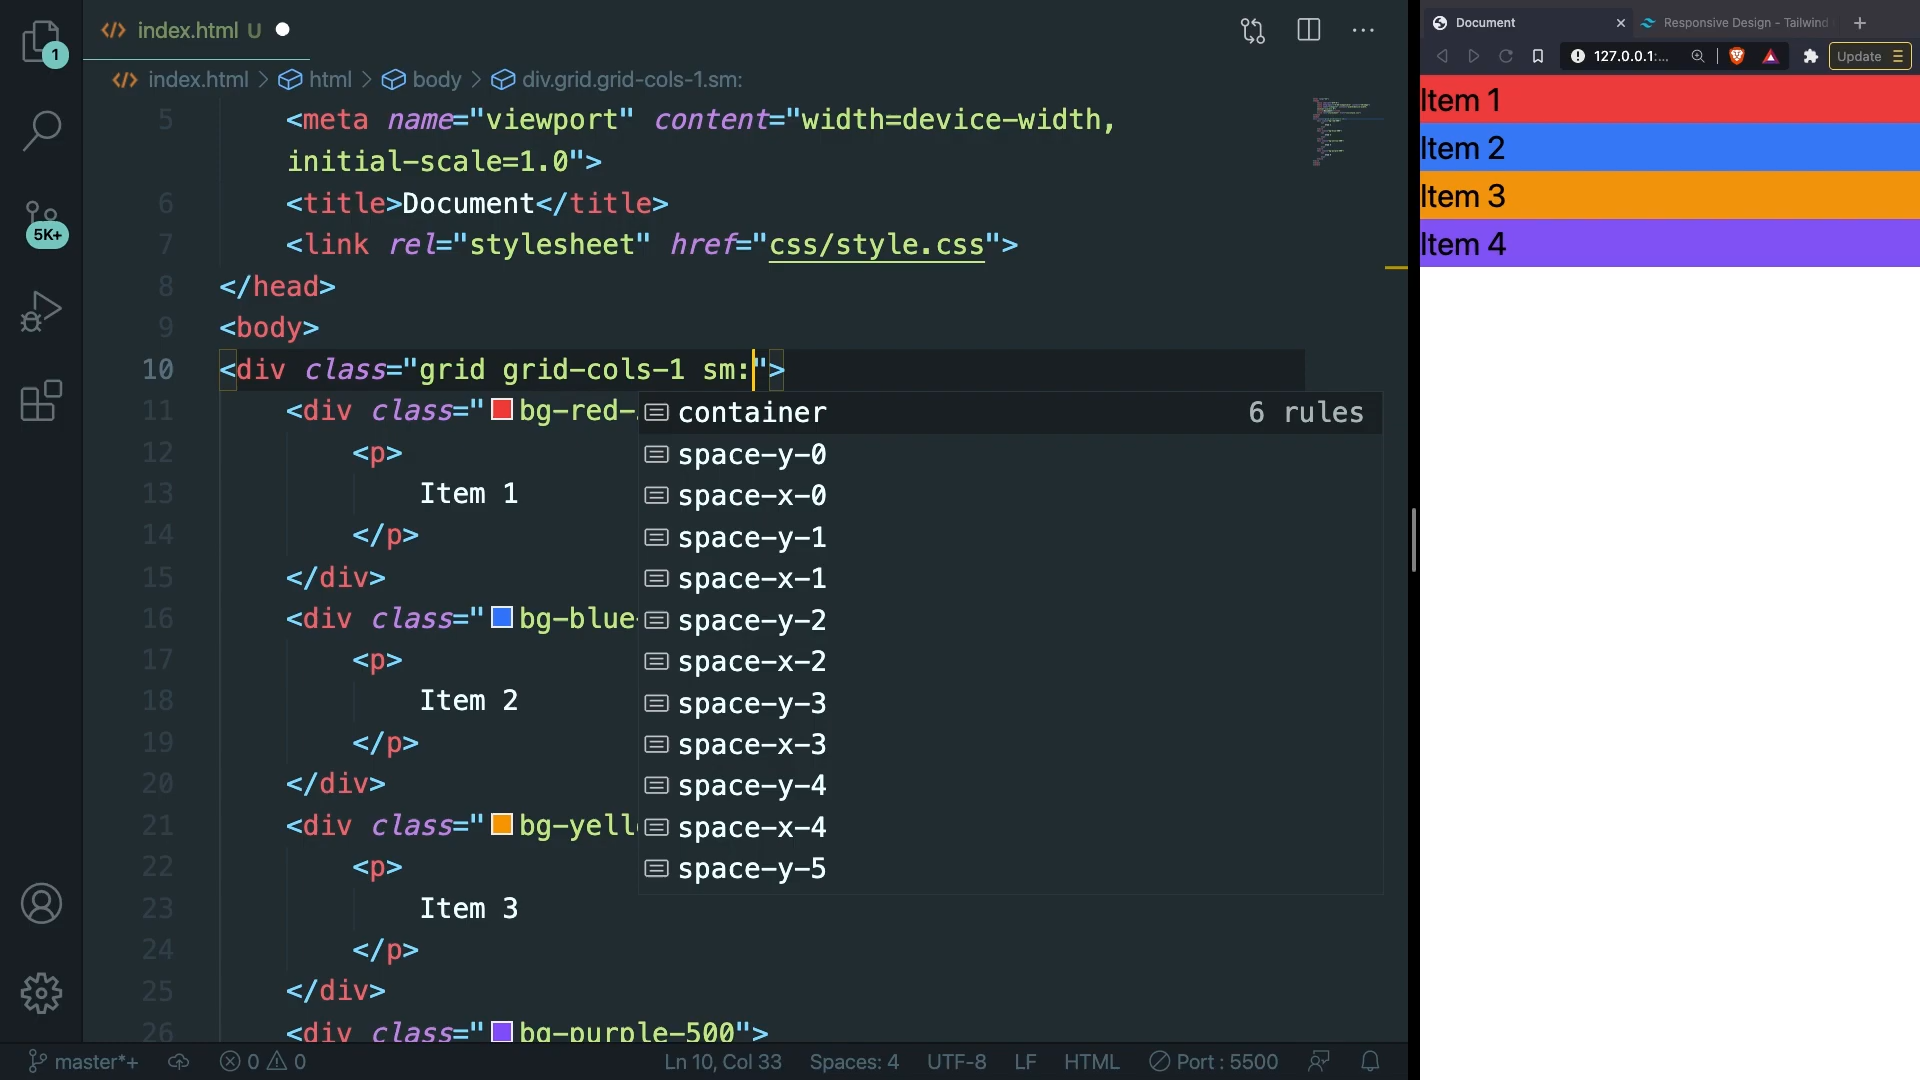 1
5K+
index.html U
index.html > html > body > div.grid.grid-cols-1.sm:
5 <meta name="viewport" content="width=device-width,
initial-scale=1.0">
6 <title>Document</title>
7 <link rel="stylesheet" href="css/style.css">
8 </head>
9 <body>
10 <div class="grid grid-cols-1 sm:">
11 <div class="bg-red-
12 <p>
13 Item 1
14 </p>
15 </div>
16 <div class="bg-blue-
17 <p>
18 Item 2
19 </p>
20 </div>
21 <div class="bg-yell
22 <p>
23 Item 3
24 </p>
25 </div>
26 <div class="bg-purple-500">
container 6 rules
space-y-0
space-x-0
space-y-1
space-x-1
space-y-2
space-x-2
space-y-3
space-x-3
space-y-4
space-x-4
space-y-5
master*+ 0 0 Ln 10, Col 33 Spaces: 4 UTF-8 LF HTML Port : 5500
Document Responsive Design - Tailwind
127.0.0.1:... Update
Item 1
Item 2
Item 3
Item 4